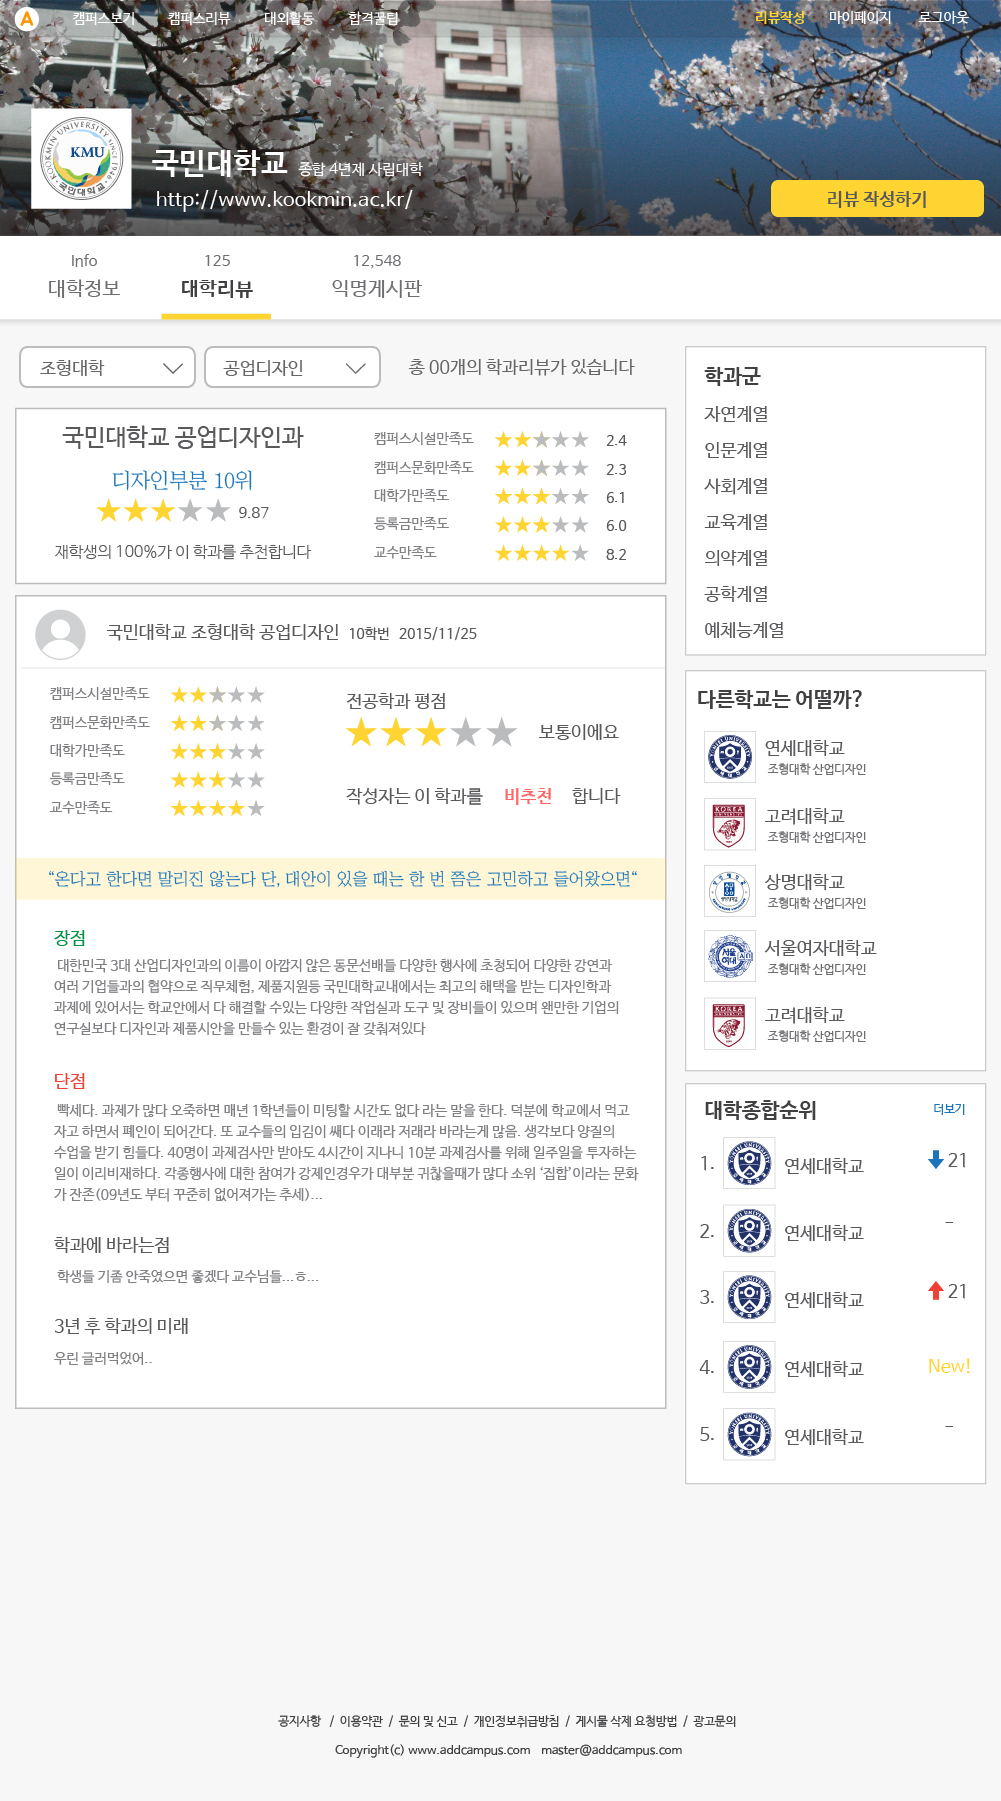 A 캠퍼스보기 캠퍼스리뷰 대외활동 합격꿀팁 리뷰작성 마이페이지 로그아웃
KOOKMIN UNIVERSITY SINCE 1946
KMU
국민대학교
국민대학교 종합 4년제 사립대학
http://www.kookmin.ac.kr/
리뷰 작성하기
Info 125 12,548
대학정보 대학리뷰 익명게시판
조형대학 공업디자인 총 00개의 학과리뷰가 있습니다
국민대학교 공업디자인과
디자인부분 10위
9.87
재학생의 100%가 이 학과를 추천합니다
캠퍼스시설만족도 2.4
캠퍼스문화만족도 2.3
대학가만족도 6.1
등록금만족도 6.0
교수만족도 8.2
국민대학교 조형대학 공업디자인 10학번 2015/11/25
캠퍼스시설만족도
캠퍼스문화만족도
대학가만족도
등록금만족도
교수만족도
전공학과 평점
보통이에요
작성자는 이 학과를 비추천 합니다
“온다고 한다면 말리진 않는다 단, 대안이 있을 때는 한 번 쯤은 고민하고 들어왔으면“
장점
대한민국 3대 산업디자인과의 이름이 아깝지 않은 동문선배들 다양한 행사에 초청되어 다양한 강연과
여러 기업들과의 협약으로 직무체험, 제품지원등 국민대학교내에서는 최고의 해택을 받는 디자인학과
과제에 있어서는 학교안에서 다 해결할 수있는 다양한 작업실과 도구 및 장비들이 있으며 왠만한 기업의
연구실보다 디자인과 제품시안을 만들수 있는 환경이 잘 갖춰져있다
단점
빡세다. 과제가 많다 오죽하면 매년 1학년들이 미팅할 시간도 없다 라는 말을 한다. 덕분에 학교에서 먹고
자고 하면서 폐인이 되어간다. 또 교수들의 입김이 쌔다 이래라 저래라 바라는게 많음. 생각보다 양질의
수업을 받기 힘들다. 40명이 과제검사만 받아도 4시간이 지나니 10분 과제검사를 위해 일주일을 투자하는
일이 이리비재하다. 각종행사에 대한 참여가 강제인경우가 대부분 귀찮을때가 많다 소위 ‘집합’이라는 문화
가 잔존(09년도 부터 꾸준히 없어져가는 추세)...
학과에 바라는점
학생들 기좀 안죽였으면 좋겠다 교수님들...ㅎ...
3년 후 학과의 미래
우린 글러먹었어..
학과군
자연계열
인문계열
사회계열
교육계열
의약계열
공학계열
예체능계열
다른학교는 어떨까?
연세대학교
조형대학 산업디자인
KOREA
고려대학교
조형대학 산업디자인
상명대학교
조형대학 산업디자인
서울
여대
서울여자대학교
조형대학 산업디자인
KOREA
고려대학교
조형대학 산업디자인
대학종합순위 더보기
1. 연세대학교 21
2. 연세대학교 -
3. 연세대학교 21
4. 연세대학교 New!
5. 연세대학교 -
공지사항 / 이용약관 / 문의 및 신고 / 개인정보취급방침 / 게시물 삭제 요청방법 / 광고문의
Copyright(c) www.addcampus.com master@addcampus.com